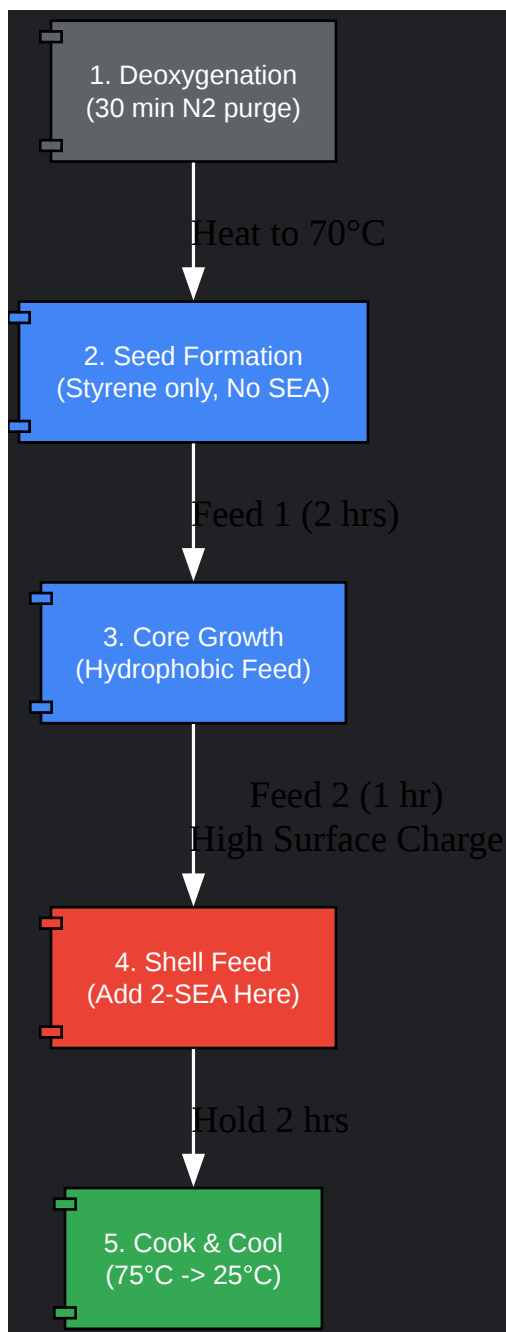 1. Deoxygenation
(30 min N2 purge)
Heat to 70°C
2. Seed Formation
(Styrene only, No SEA)
Feed 1 (2 hrs)
3. Core Growth
(Hydrophobic Feed)
Feed 2 (1 hr)
High Surface Charge
4. Shell Feed
(Add 2-SEA Here)
Hold 2 hrs
5. Cook & Cool
(75°C -> 25°C)